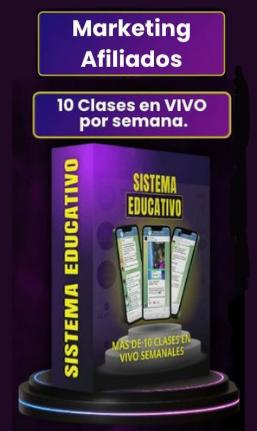 Marketing
Afiliados
10 Clases en VIVO
por semana.
SISTEMA EDUCATIVO
SISTEMA
EDUCATIVO
MÁS DE 10 CLASES EN
VIVO SEMANALES